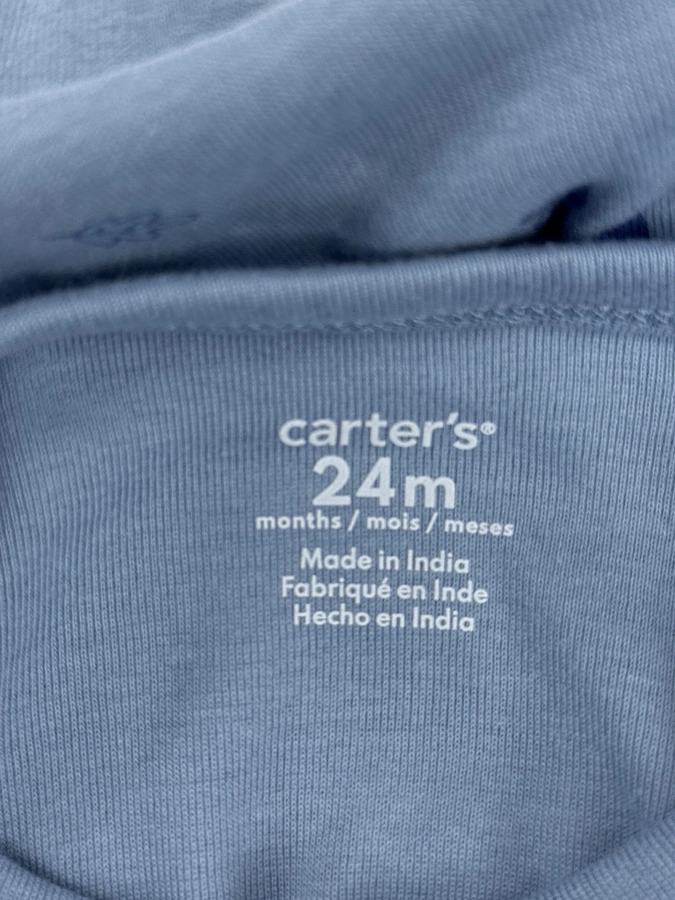 carter's®
24m
months / mois / meses
Made in India
Fabriqué en Inde
Hecho en India